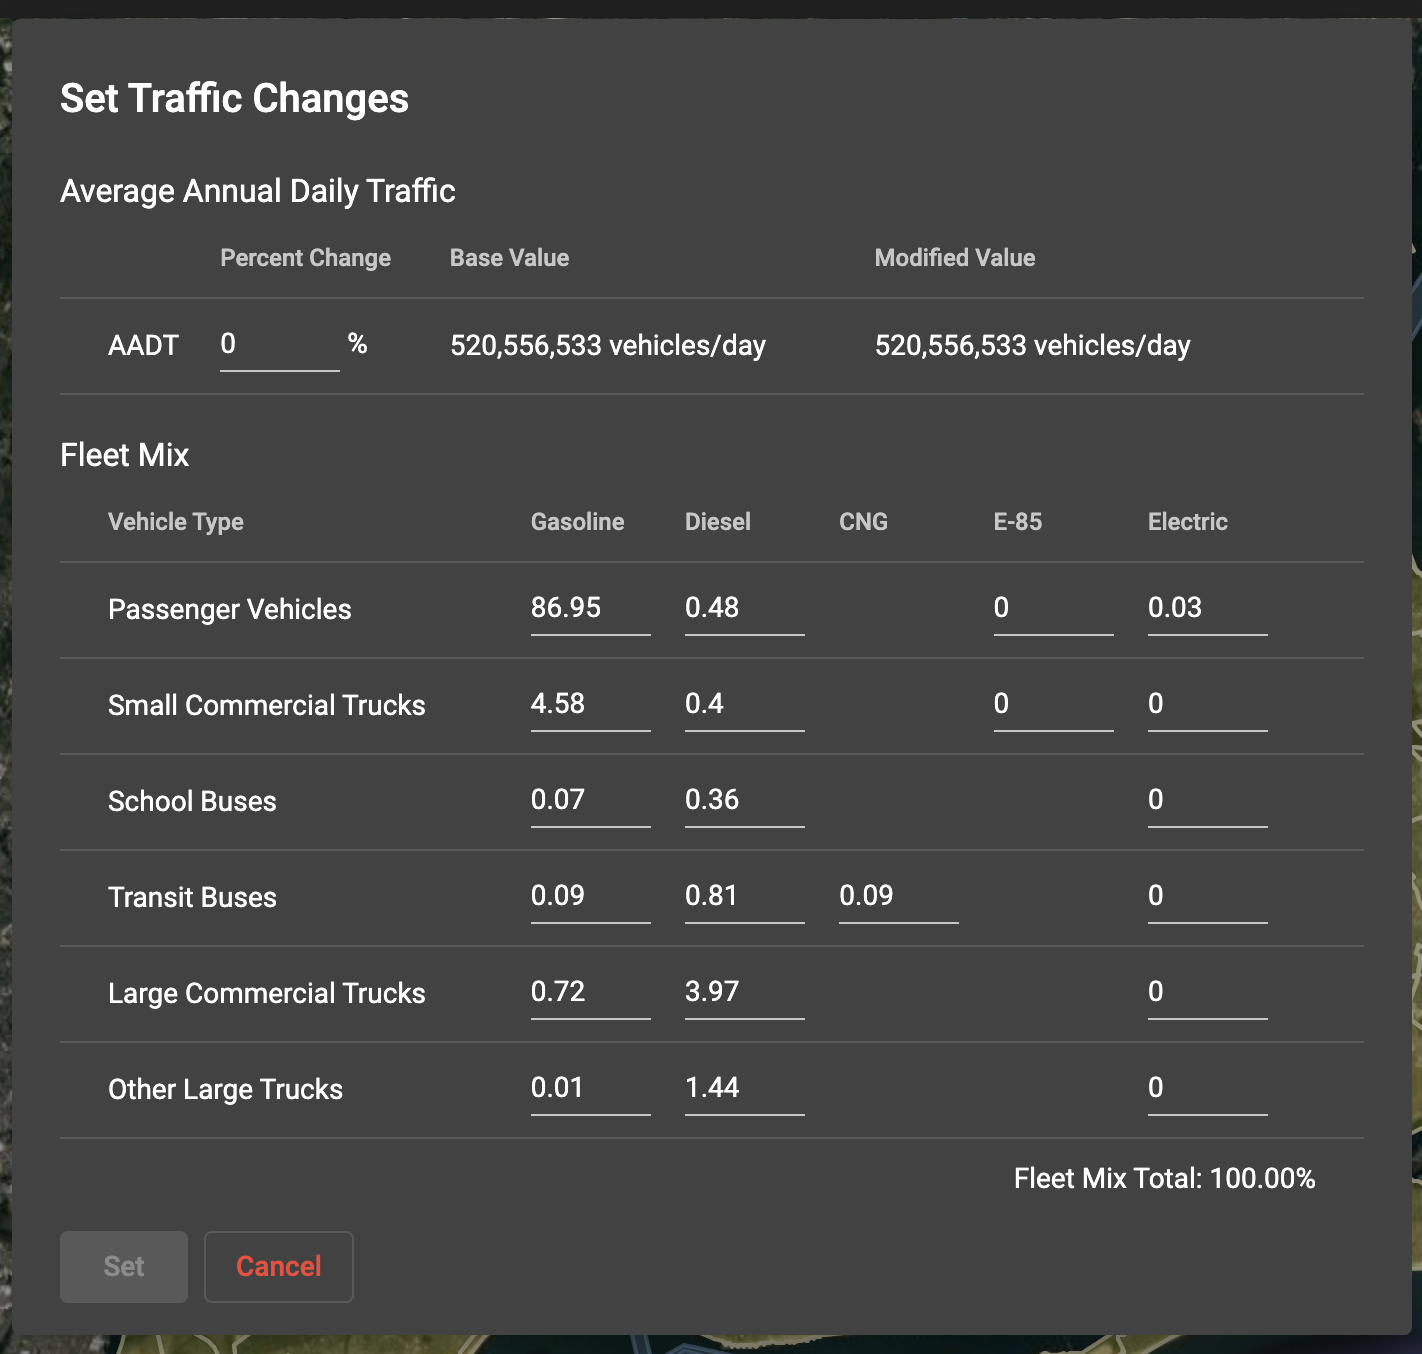 Set Traffic Changes
Average Annual Daily Traffic
Percent Change Base Value Modified Value
AADT 0 % 520,556,533 vehicles/day 520,556,533 vehicles/day
Fleet Mix
Vehicle Type Gasoline Diesel CNG E-85 Electric
Passenger Vehicles 86.95 0.48 0 0.03
Small Commercial Trucks 4.58 0.4 0 0
School Buses 0.07 0.36 0
Transit Buses 0.09 0.81 0.09 0
Large Commercial Trucks 0.72 3.97 0
Other Large Trucks 0.01 1.44 0
Fleet Mix Total: 100.00%
Set Cancel